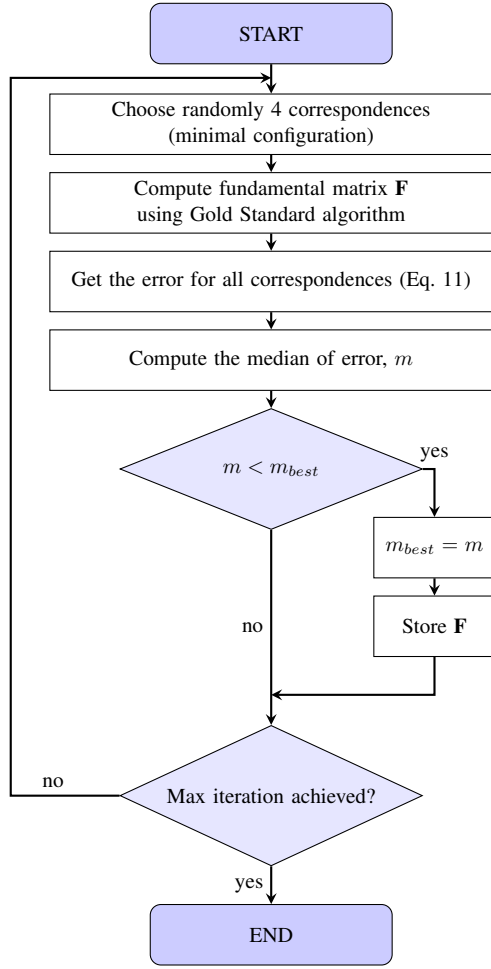 START
Choose randomly 4 correspondences
(minimal configuration)
Compute fundamental matrix F
using Gold Standard algorithm
Get the error for all correspondences (Eq. 11)
Compute the median of error, m
m < m_best
yes
m_best = m
no
Store F
no
Max iteration achieved?
yes
END